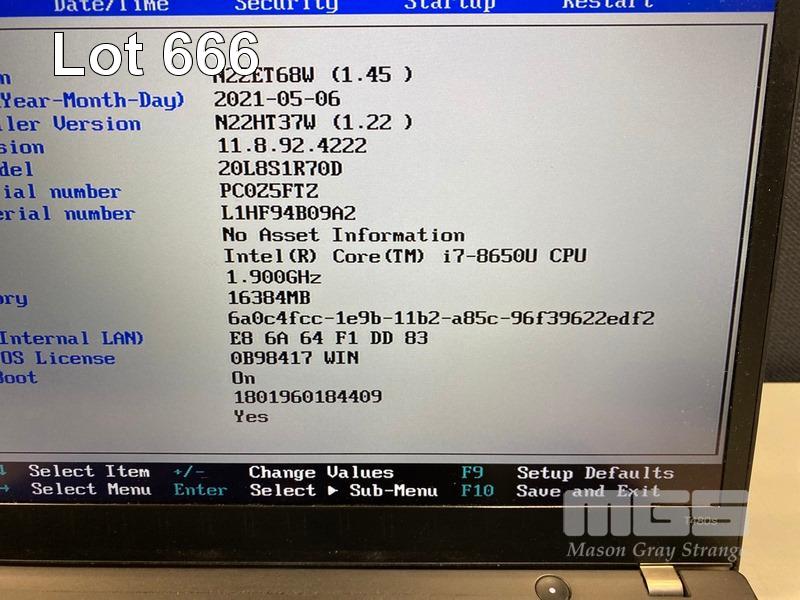 Date/Time Security Startup Restart
Lot 666
N22ET68W (1.45 )
Year-Month-Day) 2021-05-06
ller Version N22HT37W (1.22 )
sion 11.8.92.4222
del 20L8S1R70D
ial number PC0Z5FTZ
erial number L1HF94B09A2
No Asset Information
Intel(R) Core(TM) i7-8650U CPU
1.900GHz
ory 16384MB
6a0c4fcc-1e9b-11b2-a85c-96f39622edf2
Internal LAN) E8 6A 64 F1 DD 83
OS License 0B98417 WIN
Boot On
1801960184409
Yes
Select Item +/- Change Values F9 Setup Defaults
Select Menu Enter Select ▶ Sub-Menu F10 Save and Exit
MGS
T480s
Mason Gray Strange